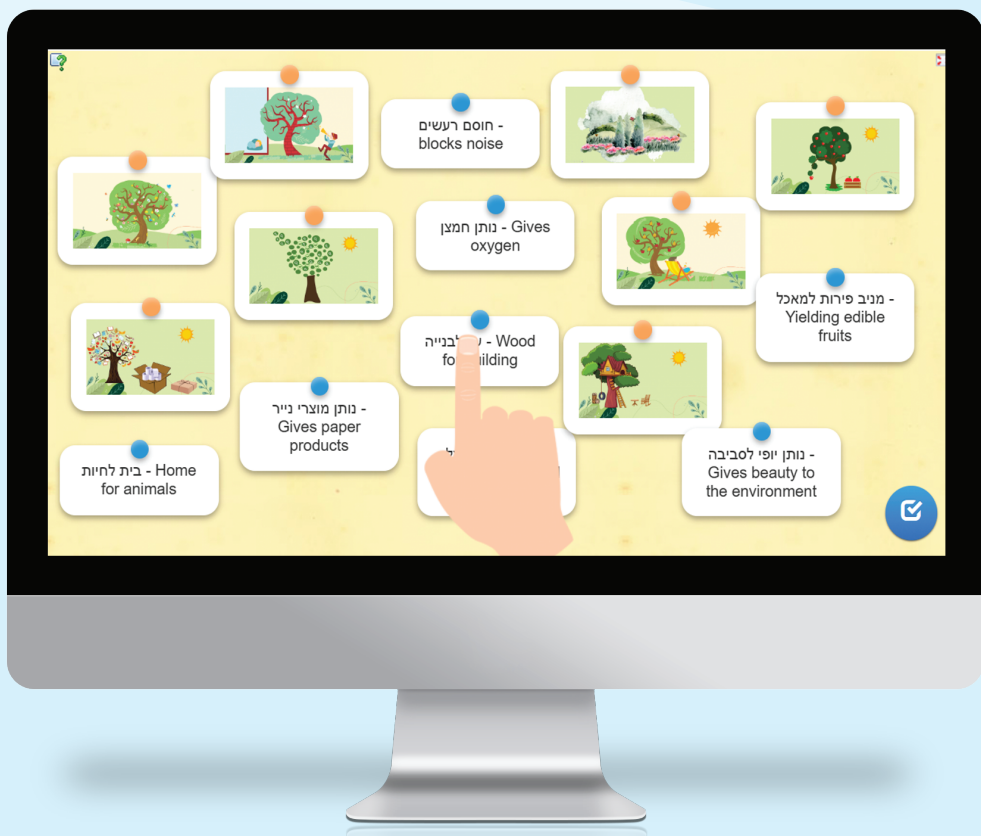 חוסם רעשים -
blocks noise
נותן חמצן - Gives
oxygen
מניב פירות למאכל -
Yielding edible
fruits
לבנייה - Wood
נותן מוצרי נייר -
Gives paper
products
בית לחיות - Home
for animals
נותן יופי לסביבה -
Gives beauty to
the environment